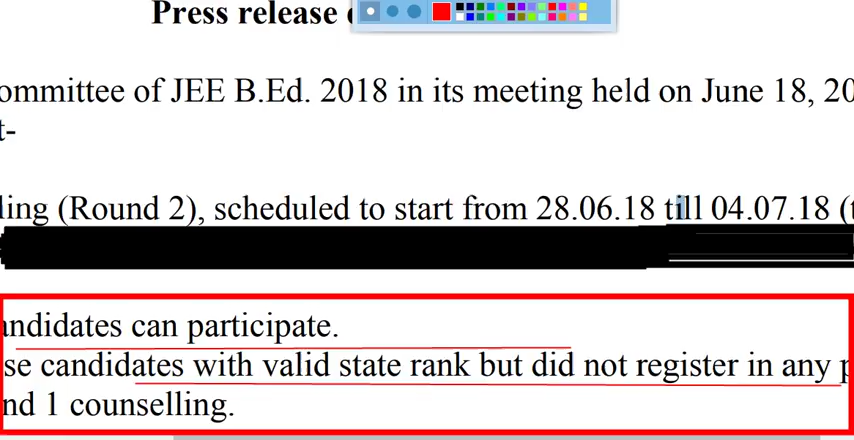 Press release
ommittee of JEE B.Ed. 2018 in its meeting held on June 18, 20
t-
ling (Round 2), scheduled to start from 28.06.18 till 04.07.18 (t
andidates can participate.
se candidates with valid state rank but did not register in any p
nd 1 counselling.